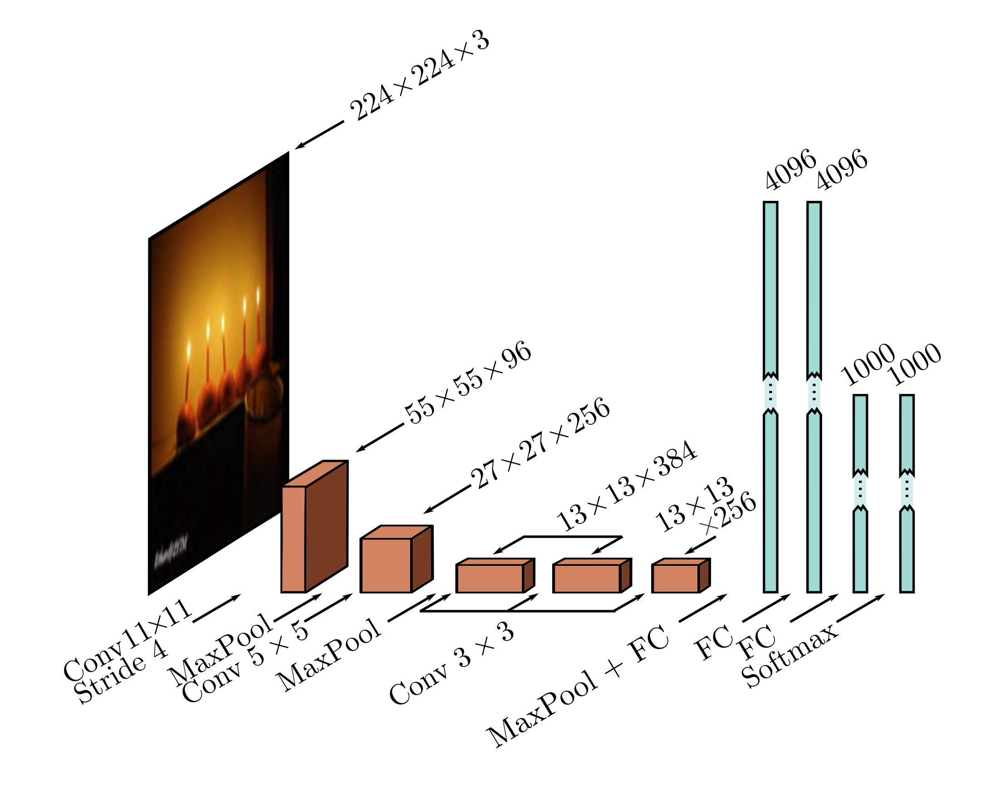 224×224×3
55×55×96
27×27×256
13×13×384
13×13
×256
4096
4096
1000
1000
Conv11×11
Stride 4
MaxPool
Conv 5 × 5
MaxPool
Conv 3 × 3
MaxPool + FC
FC
FC
Softmax